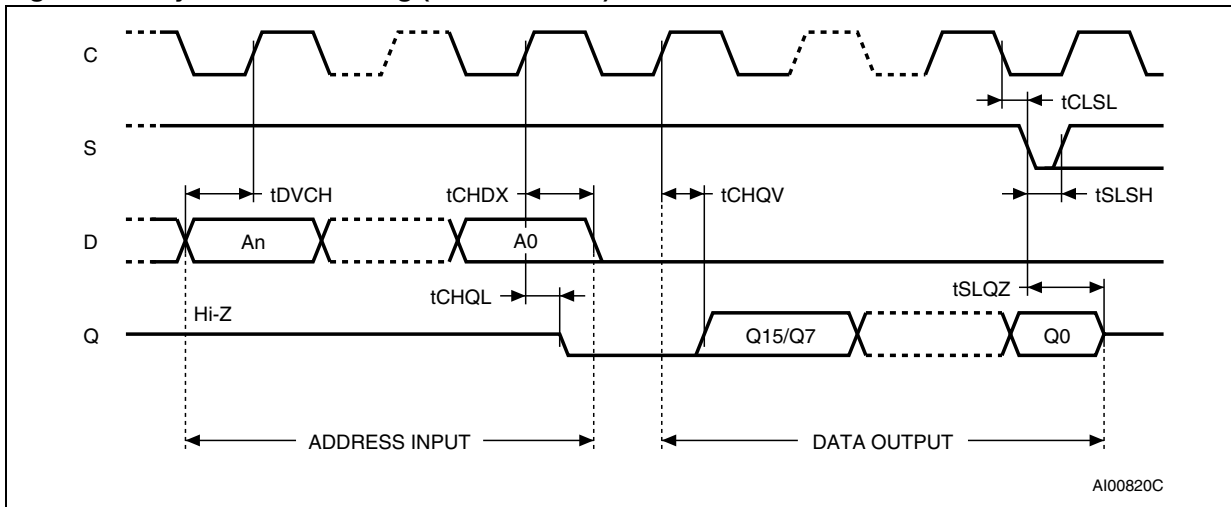 C
tCLSL
S
tDVCH
tCHDX
tCHQV
tSLSH
D
An
A0
tCHQL
tSLQZ
Hi-Z
Q
Q15/Q7
Q0
ADDRESS INPUT
DATA OUTPUT
AI00820C